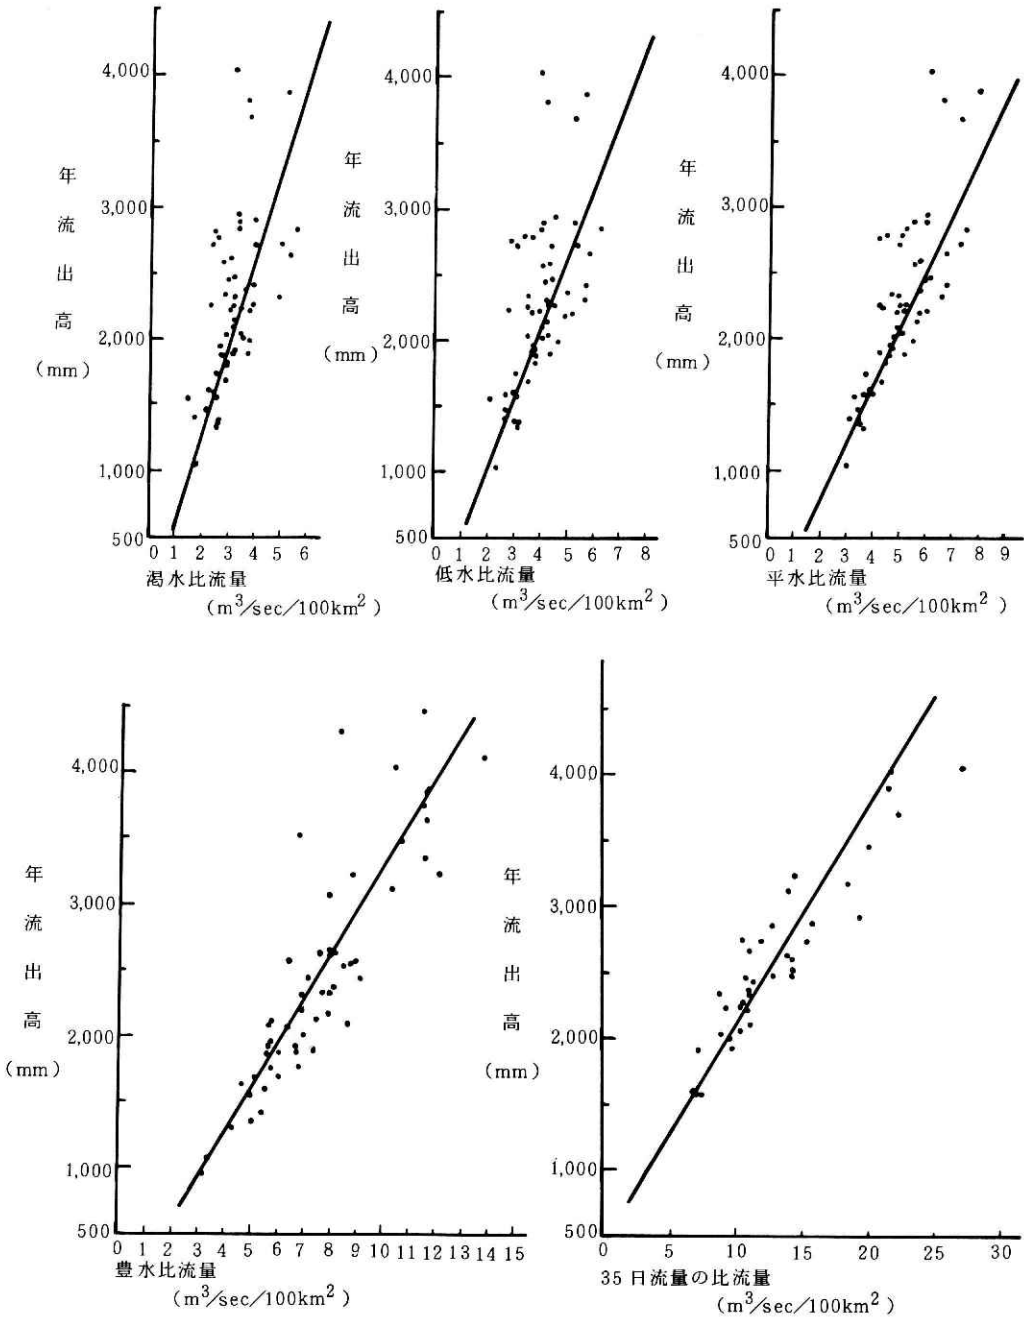 4,000
3,000
2,000
1,000
500
年
流
出
高
(mm)
0 1 2 3 4 5 6
渇水比流量
(m³/sec/100km²)
4,000
3,000
2,000
1,000
500
年
流
出
高
(mm)
0 1 2 3 4 5 6 7 8
低水比流量
(m³/sec/100km²)
4,000
3,000
2,000
1,000
500
年
流
出
高
(mm)
0 1 2 3 4 5 6 7 8 9
平水比流量
(m³/sec/100km²)
4,000
3,000
2,000
1,000
500
年
流
出
高
(mm)
0 1 2 3 4 5 6 7 8 9 10 11 12 13 14 15
豊水比流量
(m³/sec/100km²)
4,000
3,000
2,000
1,000
500
年
流
出
高
(mm)
0 5 10 15 20 25 30
35日流量の比流量
(m³/sec/100km²)